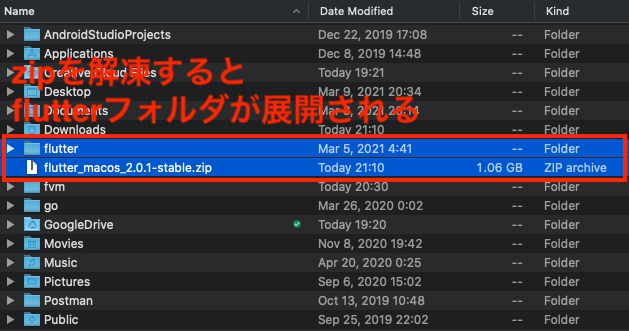 Name Date Modified Size Kind
AndroidStudioProjects Dec 22, 2019 17:08 -- Folder
Applications Dec 8, 2019 14:48 -- Folder
zipを解凍すると
Creative Cloud Files Today 19:21 -- Folder
Desktop Mar 9, 2021 20:34 -- Folder
flutterフォルダが展開される
Documents 2021 20:14 -- Folder
Downloads Today 21:10 -- Folder
flutter Mar 5, 2021 4:41 -- Folder
flutter_macos_2.0.1-stable.zip Today 21:10 1.06 GB ZIP archive
fvm Today 20:30 -- Folder
go Mar 26, 2020 0:02 -- Folder
GoogleDrive Today 19:20 -- Folder
Movies Nov 8, 2020 19:42 -- Folder
Music Apr 20, 2020 0:25 -- Folder
Pictures Sep 6, 2020 15:02 -- Folder
Postman Oct 13, 2019 10:48 -- Folder
Public Sep 25, 2019 22:02 -- Folder